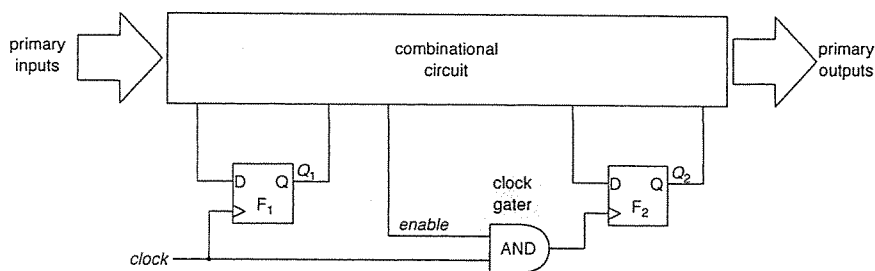 primary
inputs
combinational
circuit
primary
outputs
D Q
F1
Q1
enable
clock
gater
AND
D Q
F2
Q2
clock